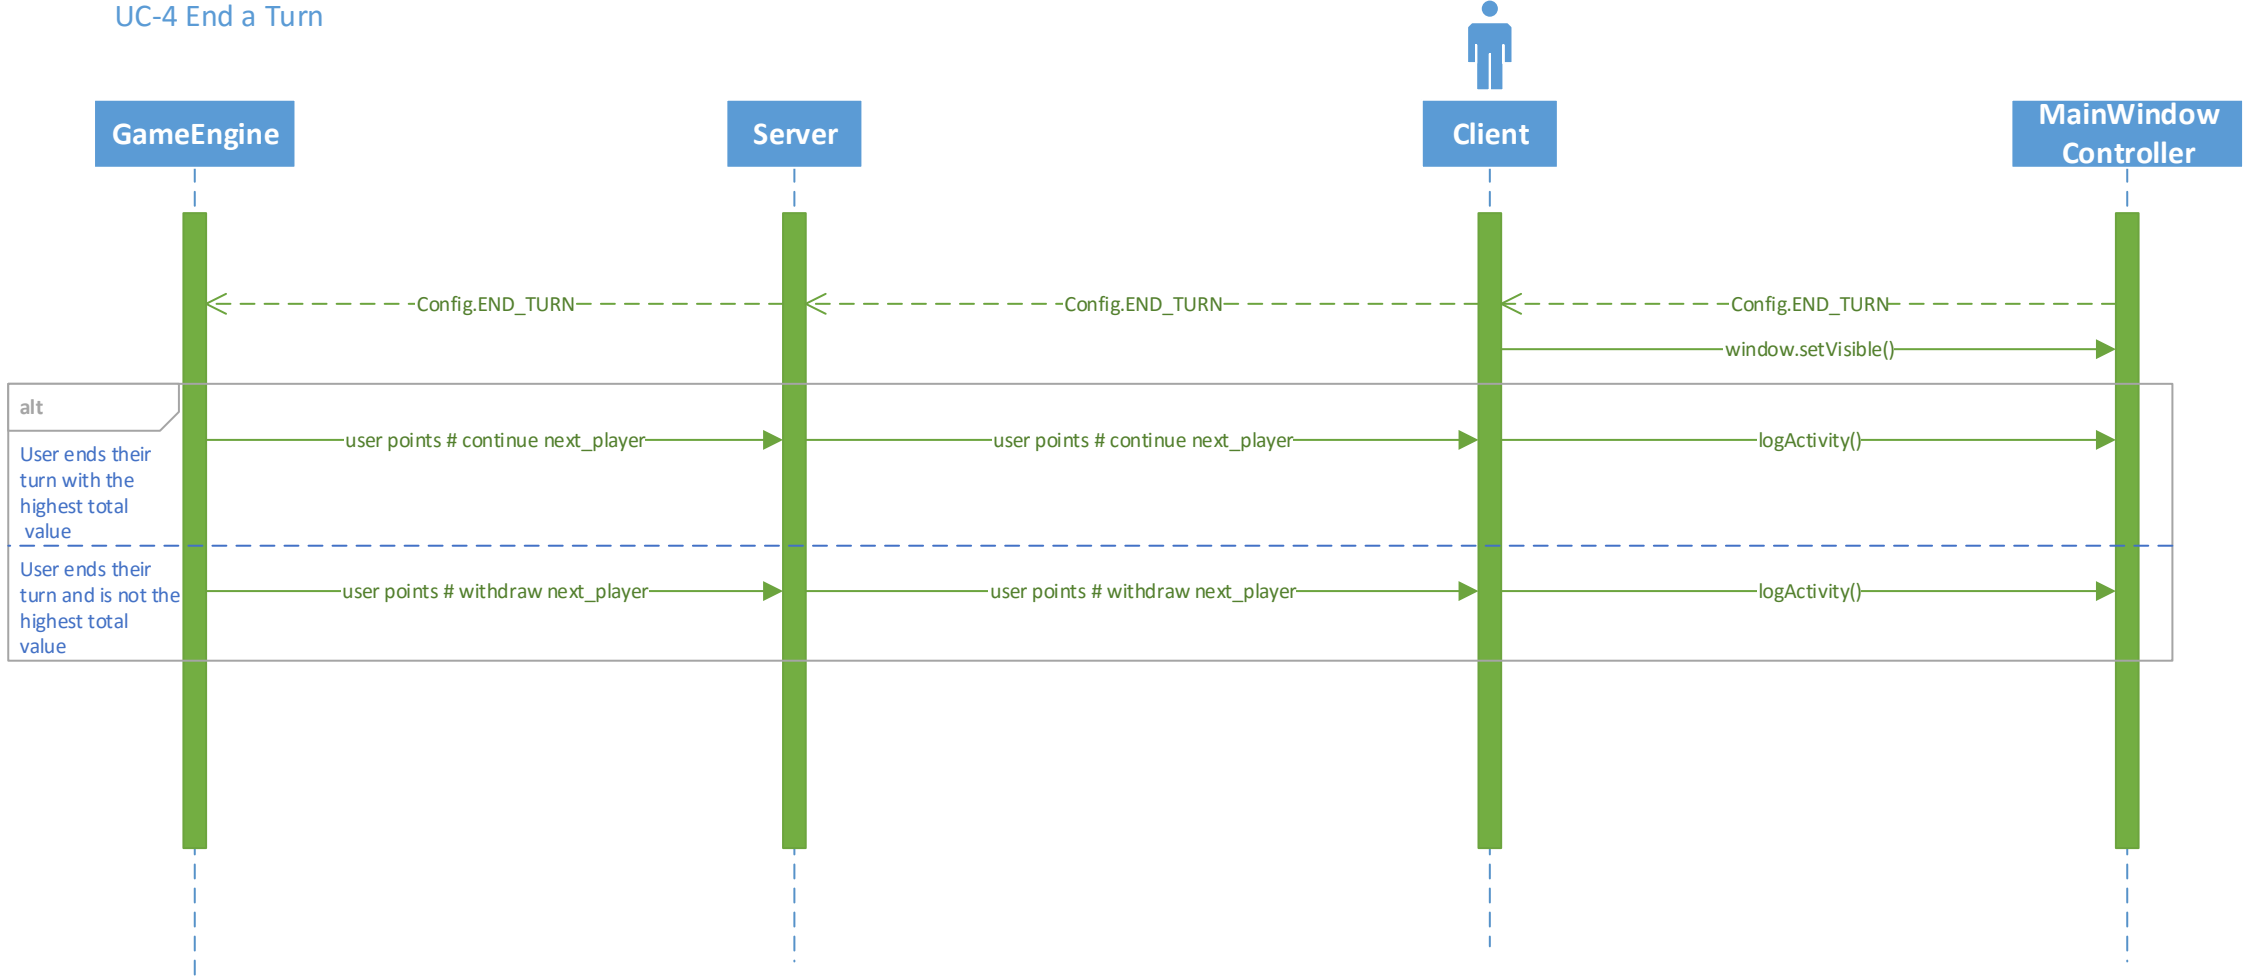 UC-4 End a Turn
GameEngine
Server
Client
MainWindow
Controller
Config.END_TURN
Config.END_TURN
Config.END_TURN
window.setVisible()
alt
User ends their
turn with the
highest total
value
user points # continue next_player
user points # continue next_player
logActivity()
User ends their
turn and is not the
highest total
value
user points # withdraw next_player
user points # withdraw next_player
logActivity()